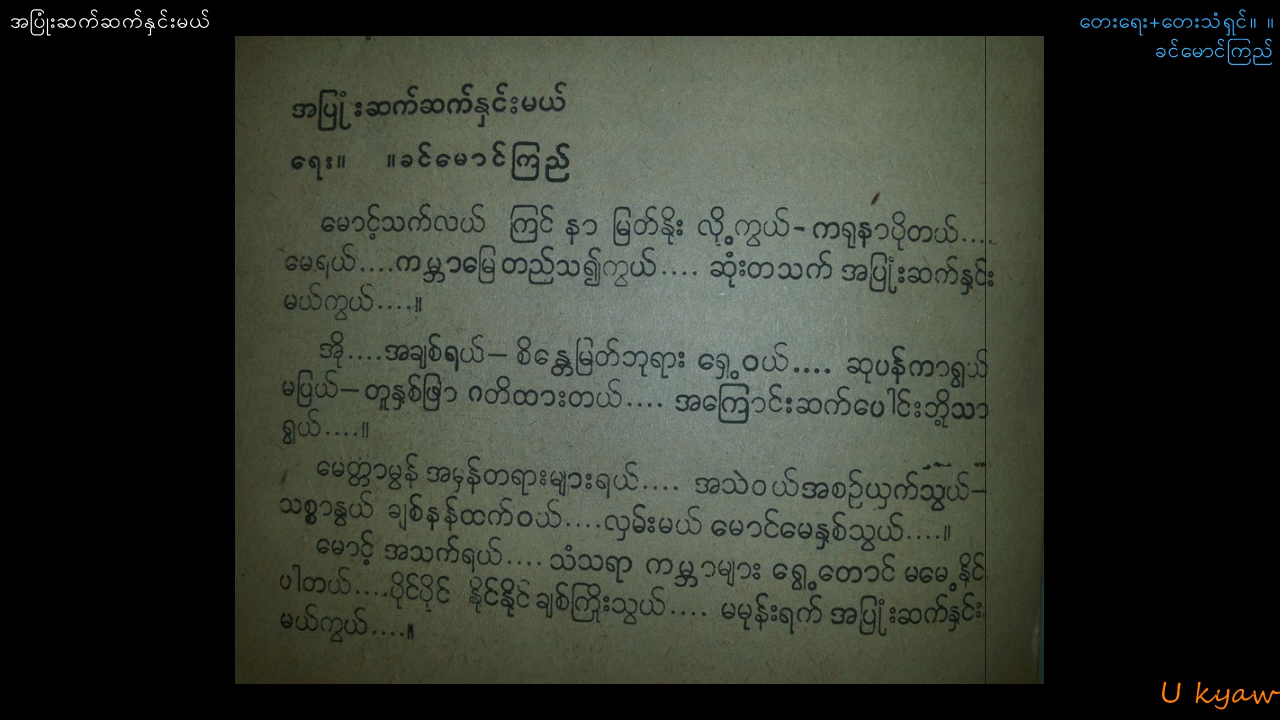 အပြုံးဆက်ဆက်နှင်းမယ်
တေးရေး+တေးသံရှင်။ ။
ခင်မောင်ကြည်
အပြုံးဆက်ဆက်နှင်းမယ်
ရေး။ ။ခင်မောင်ကြည်
မောင့်သက်လယ် ကြင် နာ မြတ်နိုး လို့ကွယ်-ကရုနာပိုတယ်....
မေရယ်....ကမ္ဘာမြေတည်သ၍ကွယ်.... ဆုံးတသက် အပြုံးဆက်နှင်း
မယ်ကွယ်....။
အို....အချစ်ရယ်— စိန္တေမြတ်ဘုရား ရှေ့ဝယ်.... ဆုပန်ကာရွယ်
မပြယ်—တူနှစ်ဖြာ ဂတိထားတယ်.... အကြောင်းဆက်ပေါင်းဘို့သာ
ရွယ်....။
မေတ္တာမွန် အမှန်တရားများရယ်.... အသဲဝယ်အစဉ်ယှက်သွယ်—
သစ္စာနွယ် ချစ်နန်ထက်ဝယ်....လှမ်းမယ် မောင်မေနှစ်သွယ်....။
မောင့် အသက်ရယ်.... သံသရာ ကမ္ဘာများ ရွှေ့တောင် မမေ့နိုင်
ပါတယ်....ပိုင်ပိုင် နိုင်နိုင်ချစ်ကြိုးသွယ်.... မမုန်းရက် အပြုံးဆက်နှင်း
မယ်ကွယ်....။
U kyaw